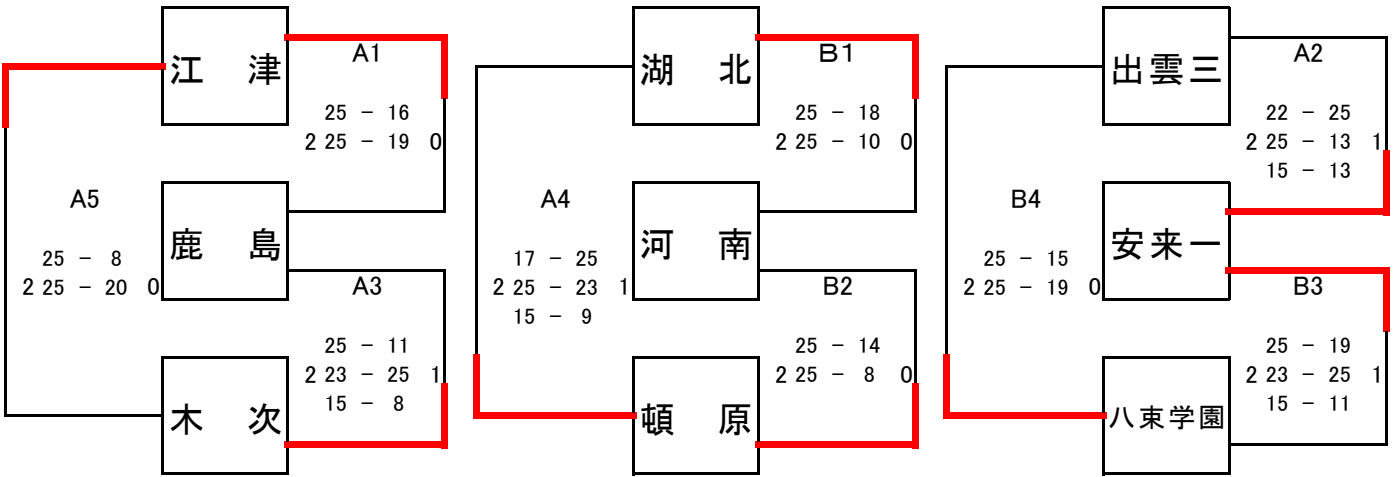 江　津
A1
25 － 16
2 25 － 19 0
A5
25 － 8
2 25 － 20 0
鹿　島
A3
25 － 11
2 23 － 25 1
15 － 8
木　次
湖　北
B1
25 － 18
2 25 － 10 0
A4
17 － 25
2 25 － 23 1
15 － 9
河　南
B2
25 － 14
2 25 － 8 0
頓　原
出雲三
A2
22 － 25
2 25 － 13 1
15 － 13
B4
25 － 15
2 25 － 19 0
安来一
B3
25 － 19
2 23 － 25 1
15 － 11
八束学園